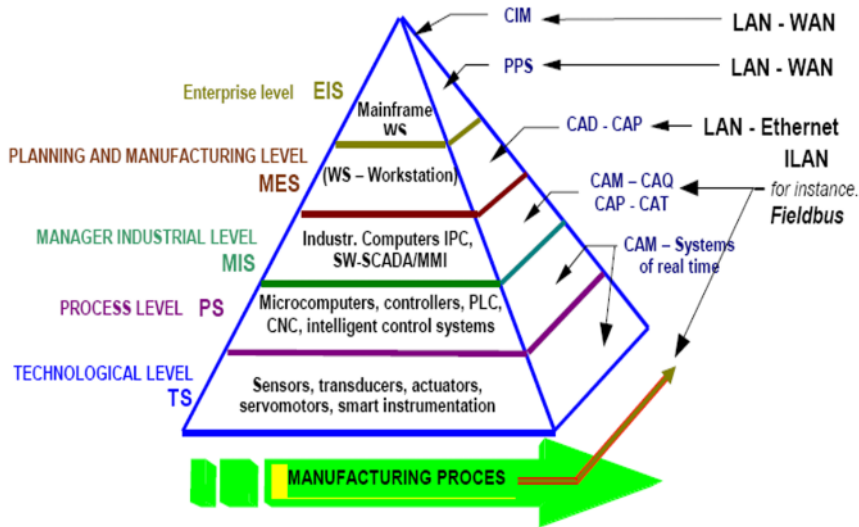 CIM
LAN - WAN
PPS
LAN - WAN
Enterprise level EIS
Mainframe
WS
CAD - CAP
LAN - Ethernet
ILAN
PLANNING AND MANUFACTURING LEVEL
MES
(WS – Workstation)
CAM – CAQ
CAP - CAT
for instance.
Fieldbus
MANAGER INDUSTRIAL LEVEL
MIS
Industr. Computers IPC,
SW-SCADA/MMI
CAM – Systems
of real time
PROCESS LEVEL PS
Microcomputers, controllers, PLC,
CNC, intelligent control systems
TECHNOLOGICAL LEVEL
TS
Sensors, transducers, actuators,
servomotors, smart instrumentation
MANUFACTURING PROCES